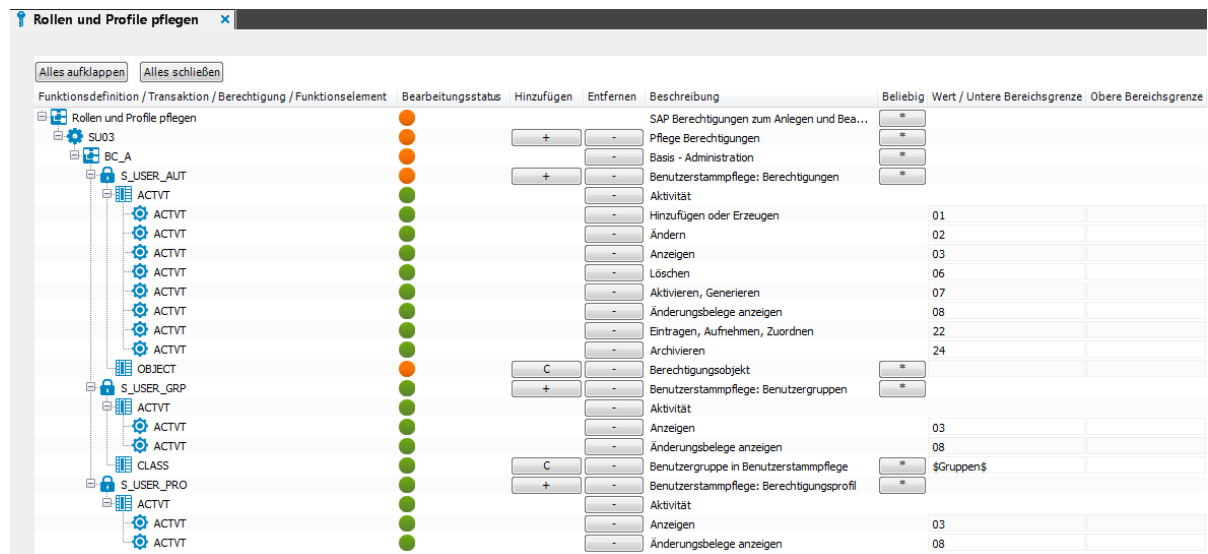 Rollen und Profile pflegen ×
Alles aufklappen Alles schließen
Funktionsdefinition / Transaktion / Berechtigung / Funktionselement Bearbeitungsstatus Hinzufügen Entfernen Beschreibung Beliebig Wert / Untere Bereichsgrenze Obere Bereichsgrenze
Rollen und Profile pflegen SAP Berechtigungen zum Anlegen und Bea... *
SU03 + - Pflege Berechtigungen *
BC_A - Basis - Administration *
S_USER_AUT + - Benutzerstammpflege: Berechtigungen *
ACTVT - Aktivität
ACTVT - Hinzufügen oder Erzeugen 01
ACTVT - Ändern 02
ACTVT - Anzeigen 03
ACTVT - Löschen 06
ACTVT - Aktivieren, Generieren 07
ACTVT - Änderungsbelege anzeigen 08
ACTVT - Eintragen, Aufnehmen, Zuordnen 22
ACTVT - Archivieren 24
OBJECT C - Berechtigungsobjekt *
S_USER_GRP + - Benutzerstammpflege: Benutzergruppen *
ACTVT - Aktivität
ACTVT - Anzeigen 03
ACTVT - Änderungsbelege anzeigen 08
CLASS C - Benutzergruppe in Benutzerstammpflege * $Gruppen$
S_USER_PRO + - Benutzerstammpflege: Berechtigungsprofil *
ACTVT - Aktivität
ACTVT - Anzeigen 03
ACTVT - Änderungsbelege anzeigen 08